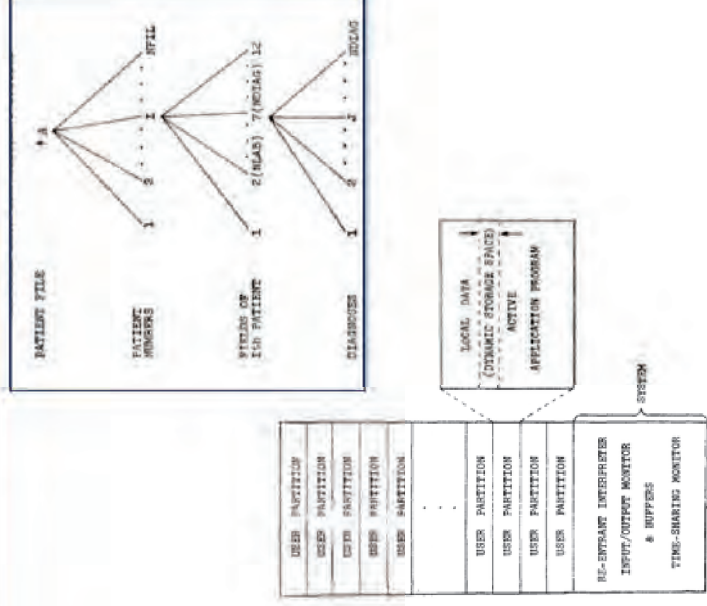 PATIENT FILE
↑A
PATIENT
NUMBERS
1 2 . . . . I . . . . NFIL
FIELDS OF
Ith PATIENT
1 2(NLAB) . . 7(NDIAG) . . 12
DIAGNOSES
1 2 . . . . J . . . . NDIAG
USER PARTITION
USER PARTITION
USER PARTITION
USER PARTITION
USER PARTITION
. . .
USER PARTITION
USER PARTITION
USER PARTITION
USER PARTITION
RE-ENTRANT INTERPRETER
INPUT/OUTPUT MONITOR
& BUFFERS
TIME-SHARING MONITOR
SYSTEM
LOCAL DATA
(DYNAMIC STORAGE SPACE)
ACTIVE
APPLICATION PROGRAM